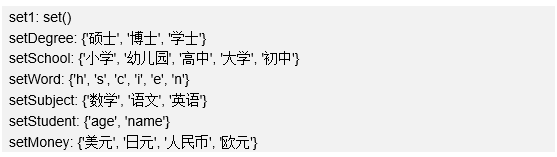 set1: set()
setDegree: {'硕士', '博士', '学士'}
setSchool: {'小学', '幼儿园', '高中', '大学', '初中'}
setWord: {'h', 's', 'c', 'i', 'e', 'n'}
setSubject: {'数学', '语文', '英语'}
setStudent: {'age', 'name'}
setMoney: {'美元', '日元', '人民币', '欧元'}